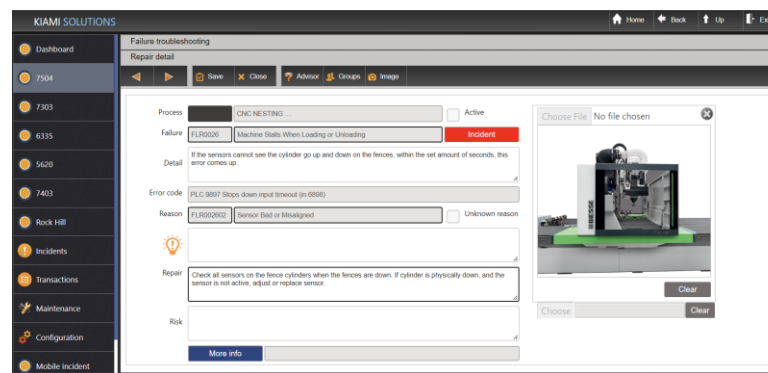 KIAMI SOLUTIONS
Home
Back
Up
Dashboard
7504
7303
6335
5620
7403
Rock Hill
Incidents
Transactions
Maintenance
Configuration
Mobile incident
Failure troubleshooting
Repair detail
Save
Close
Advisor
Groups
Image
Process
CNC NESTING ...
Active
Failure
FLR0026
Machine Stalls When Loading or Unloading
Incident
Detail
If the sensors cannot see the cylinder go up and down on the fences, within the set amount of seconds, this
error comes up
Error code
PLC 9897 Stops down input timeout (in 6898)
Reason
FLR002602
Sensor Bad or Misaligned
Unknown reason
Repair
Check all sensors on the fence cylinders when the fences are down. If cylinder is physically down, and the
sensor is not active, adjust or replace sensor.
Risk
More info
Choose File No file chosen
BIESSE
Clear
Choose
Clear